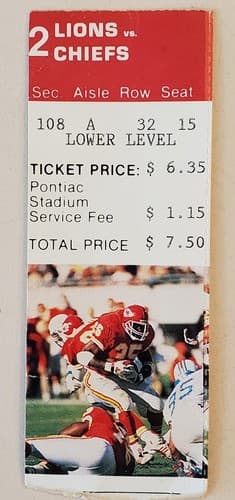 2 LIONS vs.
CHIEFS
Sec. Aisle Row Seat
108 A 32 15
LOWER LEVEL
TICKET PRICE: $ 6.35
Pontiac
Stadium
Service Fee $ 1.15
TOTAL PRICE $ 7.50
35